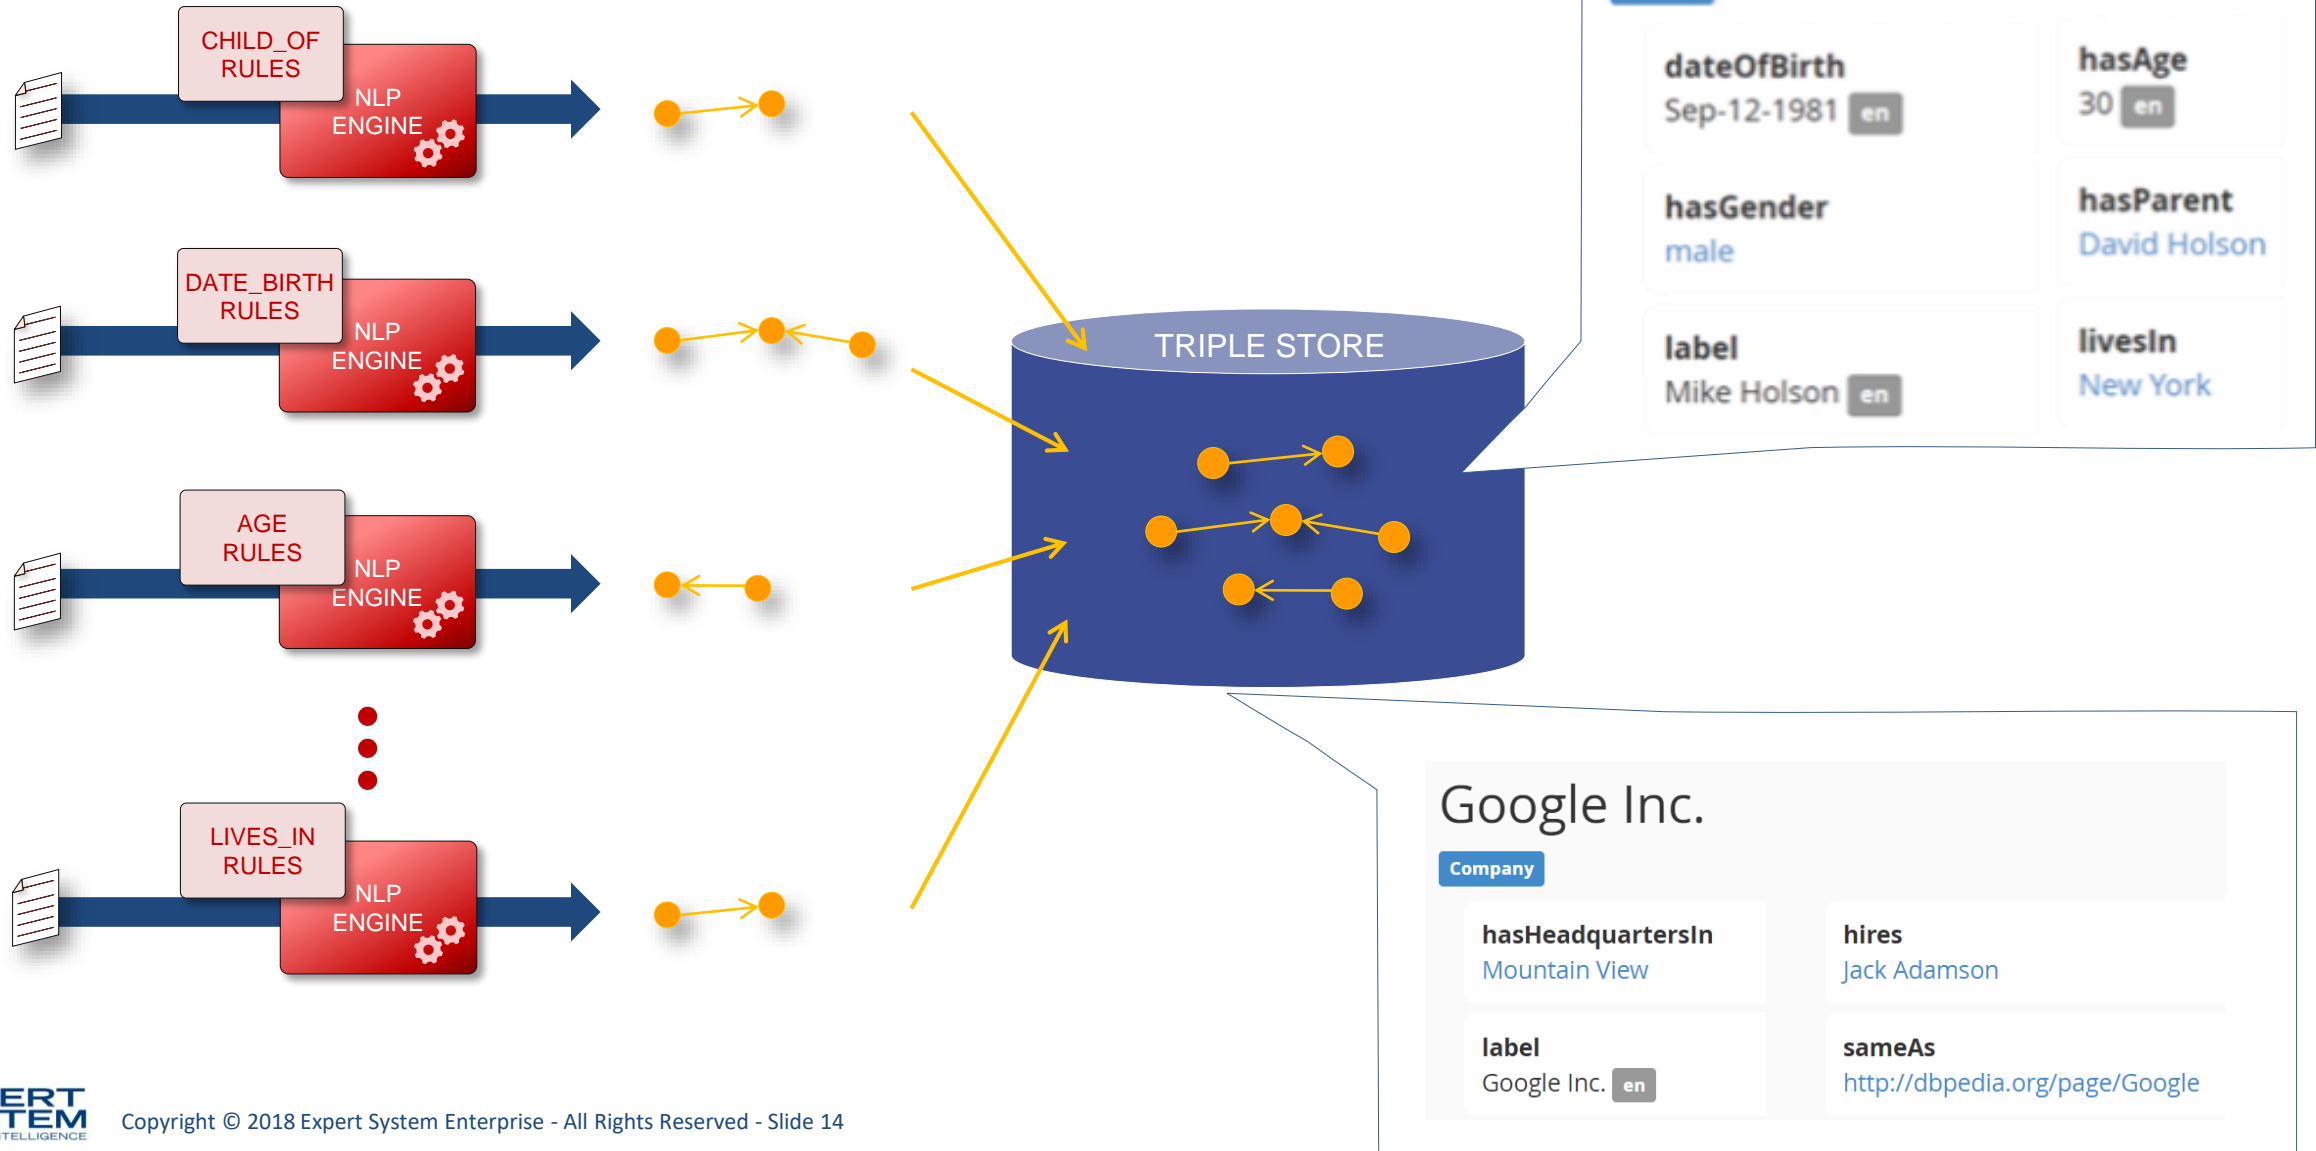 CHILD_OF
RULES
NLP
ENGINE
DATE_BIRTH
RULES
NLP
ENGINE
AGE
RULES
NLP
ENGINE
LIVES_IN
RULES
NLP
ENGINE
TRIPLE STORE
dateOfBirth
Sep-12-1981 en
hasAge
30 en
hasGender
male
hasParent
David Holson
label
Mike Holson en
livesIn
New York
Google Inc.
Company
hasHeadquartersIn
Mountain View
hires
Jack Adamson
label
Google Inc. en
sameAs
http://dbpedia.org/page/Google
ERT
TEM
Copyright © 2018 Expert System Enterprise - All Rights Reserved - Slide 14